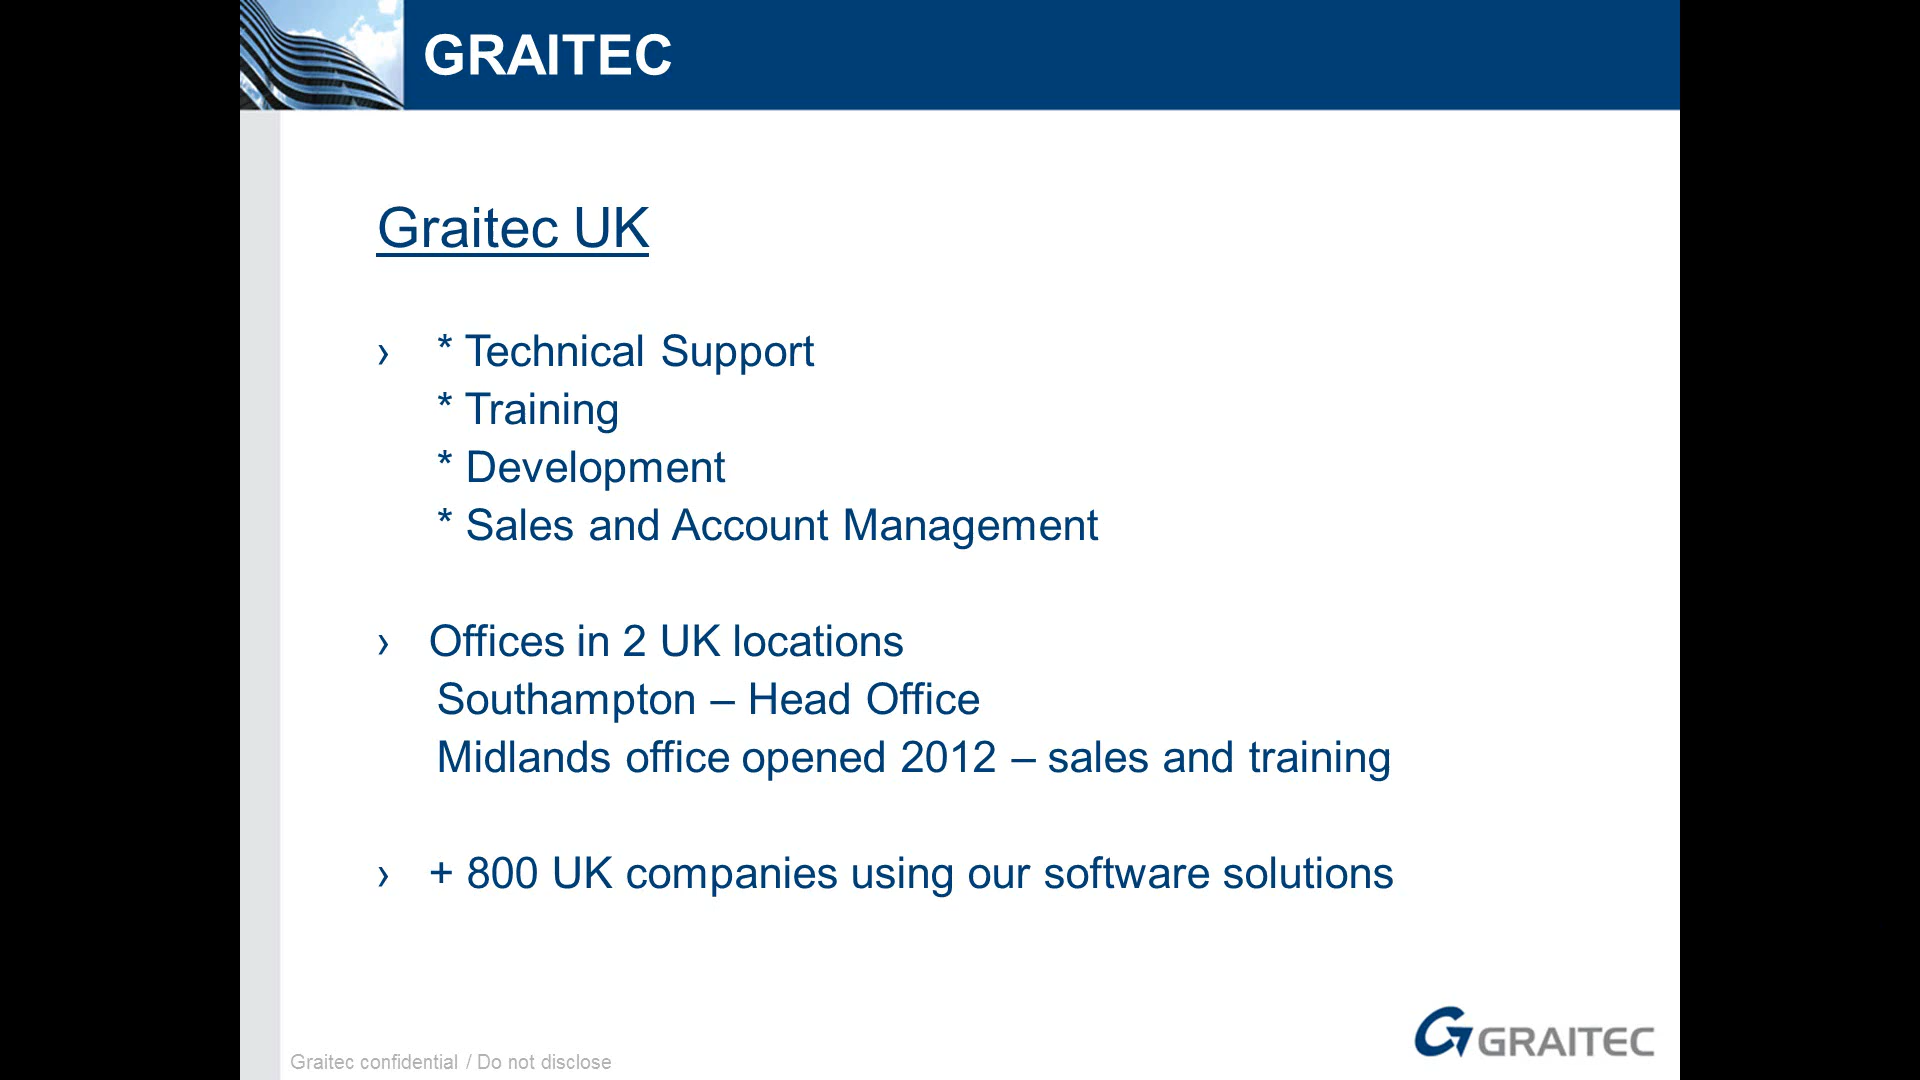 GRAITEC
Graitec UK
› * Technical Support
* Training
* Development
* Sales and Account Management
› Offices in 2 UK locations
Southampton – Head Office
Midlands office opened 2012 – sales and training
› + 800 UK companies using our software solutions
GRAITEC
Graitec confidential / Do not disclose